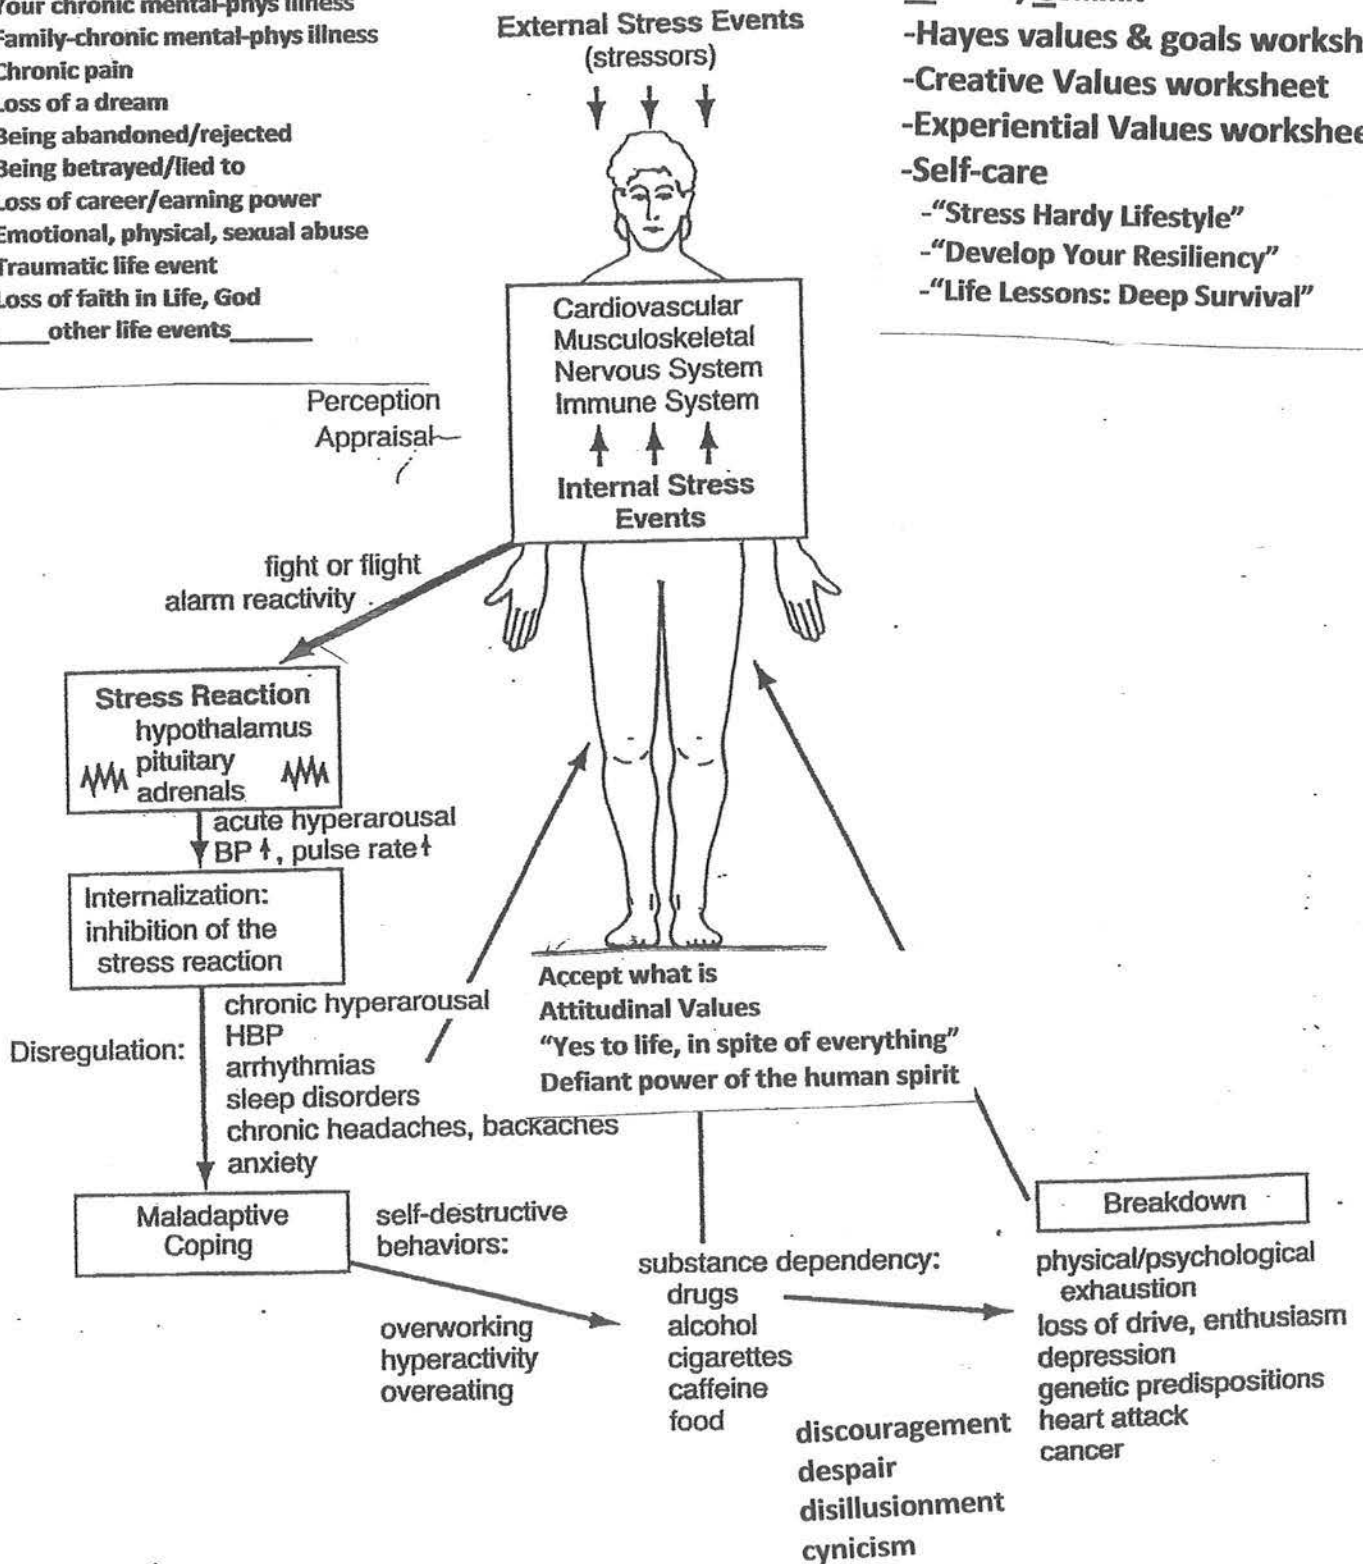 Your chronic mental-phys illness
Family-chronic mental-phys illness
Chronic pain
Loss of a dream
Being abandoned/rejected
Being betrayed/lied to
Loss of career/earning power
Emotional, physical, sexual abuse
Traumatic life event
Loss of faith in Life, God
____other life events______
External Stress Events
(stressors)
-Hayes values & goals worksh
-Creative Values worksheet
-Experiential Values workshee
-Self-care
-“Stress Hardy Lifestyle”
-“Develop Your Resiliency”
-“Life Lessons: Deep Survival”
Cardiovascular
Musculoskeletal
Nervous System
Immune System
Internal Stress
Events
Perception
Appraisal
fight or flight
alarm reactivity
Stress Reaction
hypothalamus
pituitary
adrenals
acute hyperarousal
BP↑, pulse rate↑
Internalization:
inhibition of the
stress reaction
Disregulation:
chronic hyperarousal
HBP
arrhythmias
sleep disorders
chronic headaches, backaches
anxiety
Accept what is
Attitudinal Values
“Yes to life, in spite of everything”
Defiant power of the human spirit
Maladaptive
Coping
self-destructive
behaviors:
overworking
hyperactivity
overeating
substance dependency:
drugs
alcohol
cigarettes
caffeine
food
discouragement
despair
disillusionment
cynicism
Breakdown
physical/psychological
exhaustion
loss of drive, enthusiasm
depression
genetic predispositions
heart attack
cancer